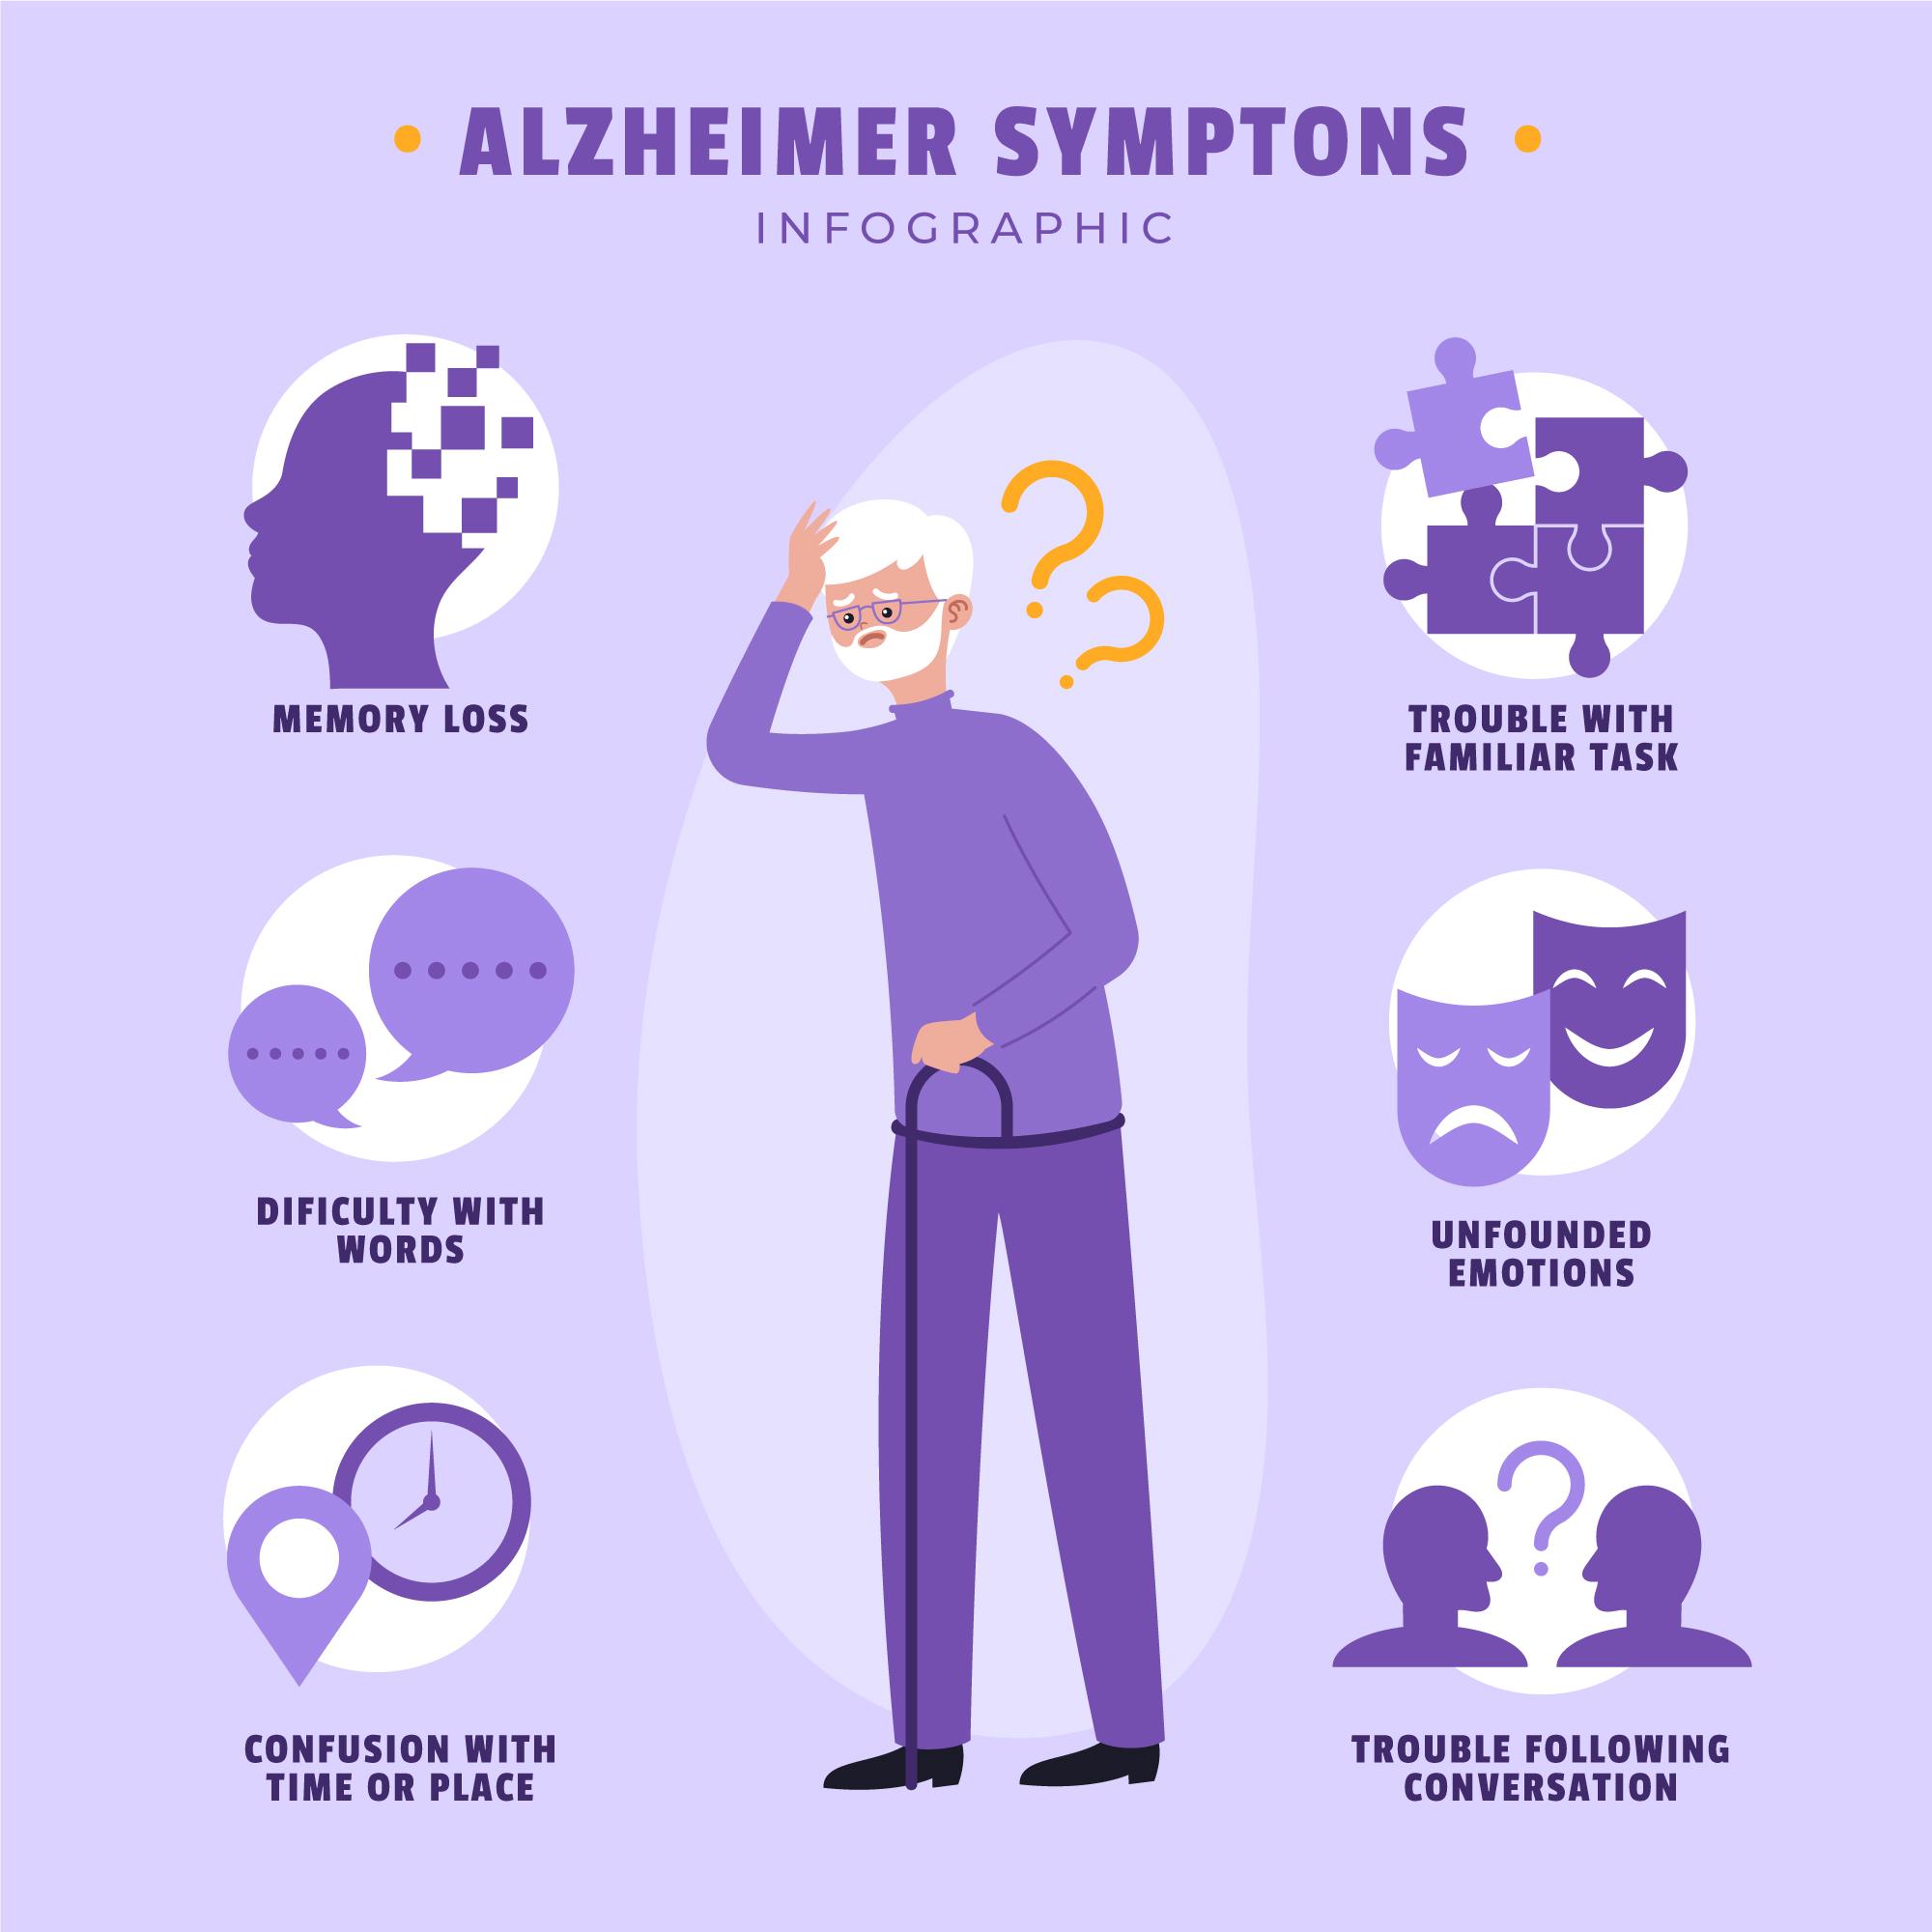 ALZHEIMER SYMPTONS
INFOGRAPHIC
MEMORY LOSS
TROUBLE WITH
FAMILIAR TASK
DIFICULTY WITH
WORDS
UNFOUNDED
EMOTIONS
CONFUSION WITH
TIME OR PLACE
TROUBLE FOLLOWING
CONVERSATION